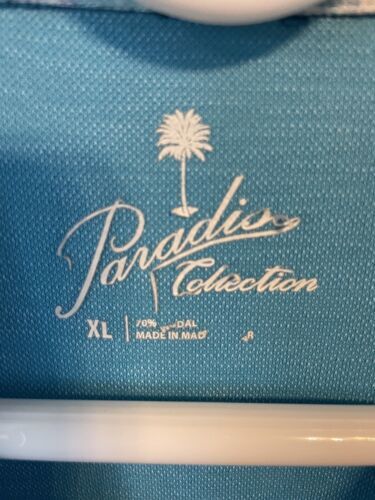 Paradise
Collection
XL
70%
MADE IN